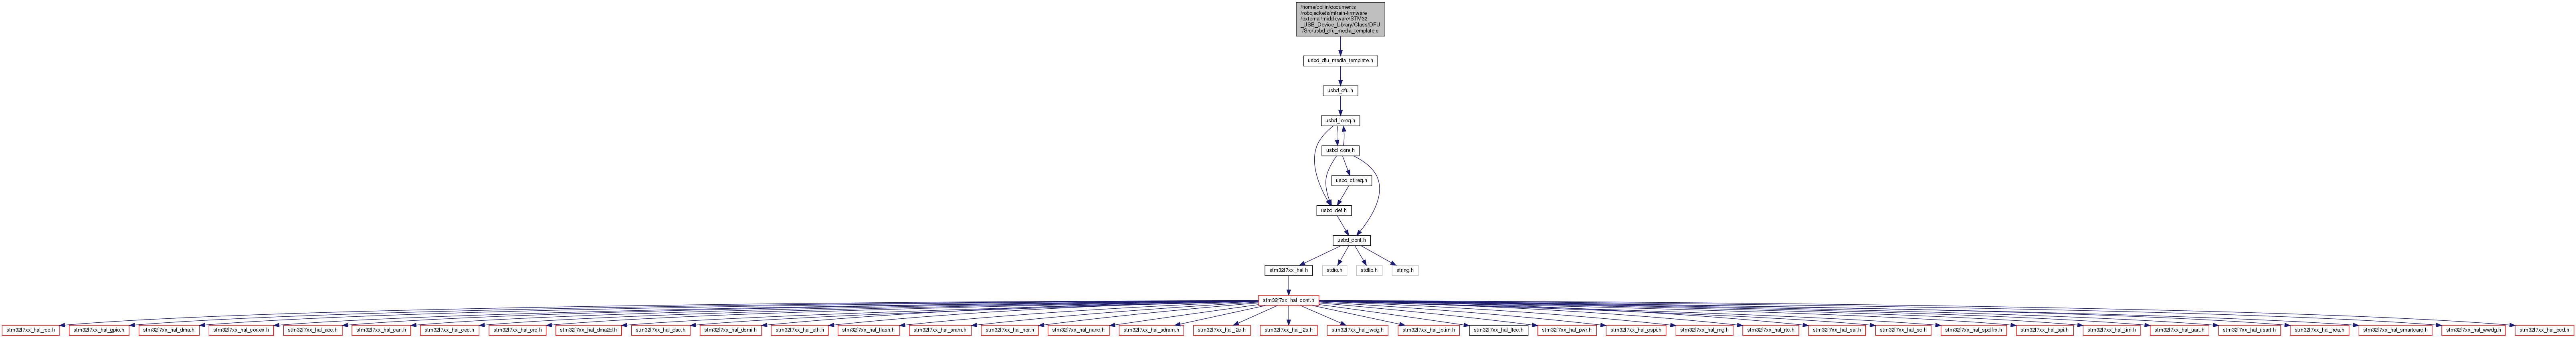 /home/collin/documents
/robojackets/mtrain-firmware
/external/middleware/STM32
_USB_Device_Library/Class/DFU
/Src/usbd_dfu_media_template.c
usbd_dfu_media_template.h
usbd_dfu.h
usbd_ioreq.h
usbd_core.h
usbd_ctlreq.h
usbd_def.h
usbd_conf.h
stm32f7xx_hal.h
stdio.h
stdlib.h
string.h
stm32f7xx_hal_conf.h
stm32f7xx_hal_rcc.h
stm32f7xx_hal_gpio.h
stm32f7xx_hal_dma.h
stm32f7xx_hal_cortex.h
stm32f7xx_hal_adc.h
stm32f7xx_hal_can.h
stm32f7xx_hal_cec.h
stm32f7xx_hal_crc.h
stm32f7xx_hal_dma2d.h
stm32f7xx_hal_dac.h
stm32f7xx_hal_dcmi.h
stm32f7xx_hal_eth.h
stm32f7xx_hal_flash.h
stm32f7xx_hal_sram.h
stm32f7xx_hal_nor.h
stm32f7xx_hal_nand.h
stm32f7xx_hal_sdram.h
stm32f7xx_hal_i2c.h
stm32f7xx_hal_i2s.h
stm32f7xx_hal_iwdg.h
stm32f7xx_hal_lptim.h
stm32f7xx_hal_ltdc.h
stm32f7xx_hal_pwr.h
stm32f7xx_hal_qspi.h
stm32f7xx_hal_rng.h
stm32f7xx_hal_rtc.h
stm32f7xx_hal_sai.h
stm32f7xx_hal_sd.h
stm32f7xx_hal_spdifrx.h
stm32f7xx_hal_spi.h
stm32f7xx_hal_tim.h
stm32f7xx_hal_uart.h
stm32f7xx_hal_usart.h
stm32f7xx_hal_irda.h
stm32f7xx_hal_smartcard.h
stm32f7xx_hal_wwdg.h
stm32f7xx_hal_pcd.h